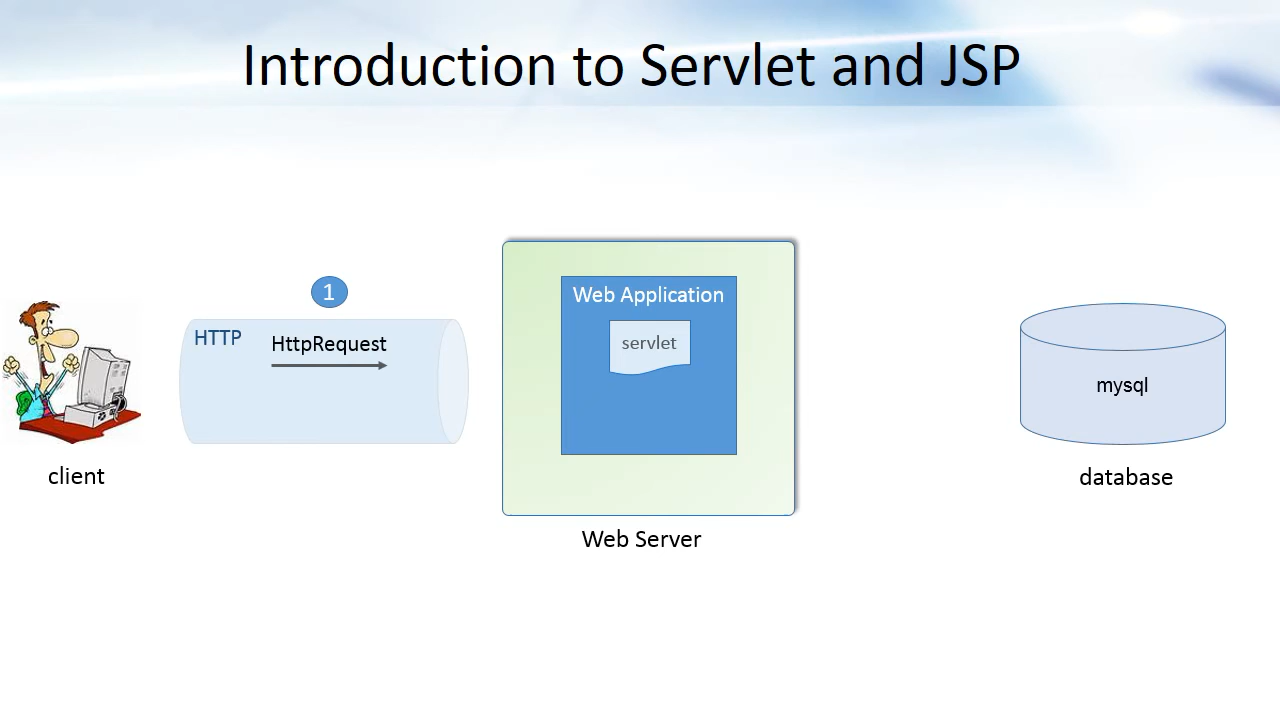 Introduction to Servlet and JSP
1
HTTP
HttpRequest
Web Application
servlet
mysql
client
database
Web Server